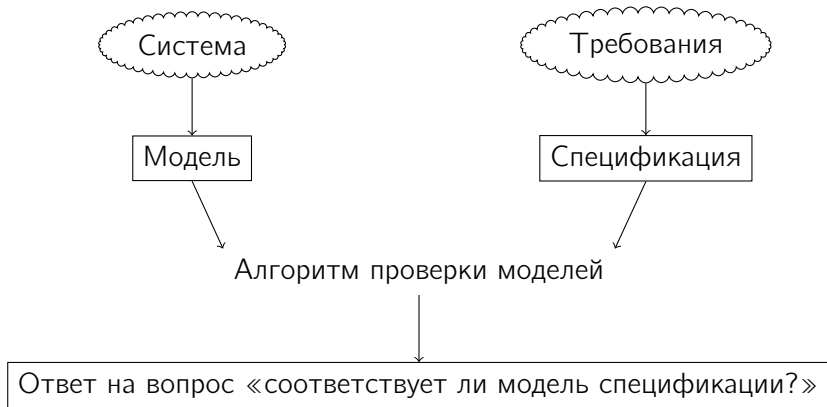 Система
Требования
Модель
Спецификация
Алгоритм проверки моделей
Ответ на вопрос «соответствует ли модель спецификации?»